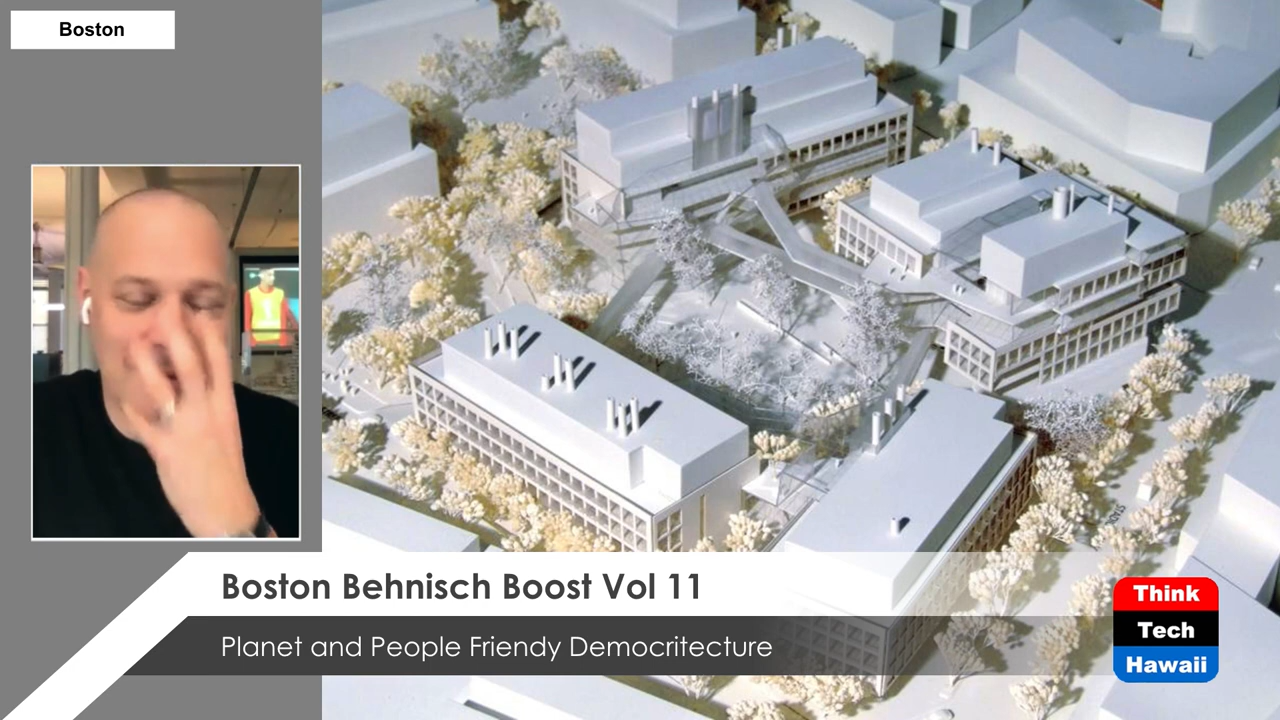 Boston
Boston Behnisch Boost Vol 11
Planet and People Friendy Democritecture
Think
Tech
Hawaii